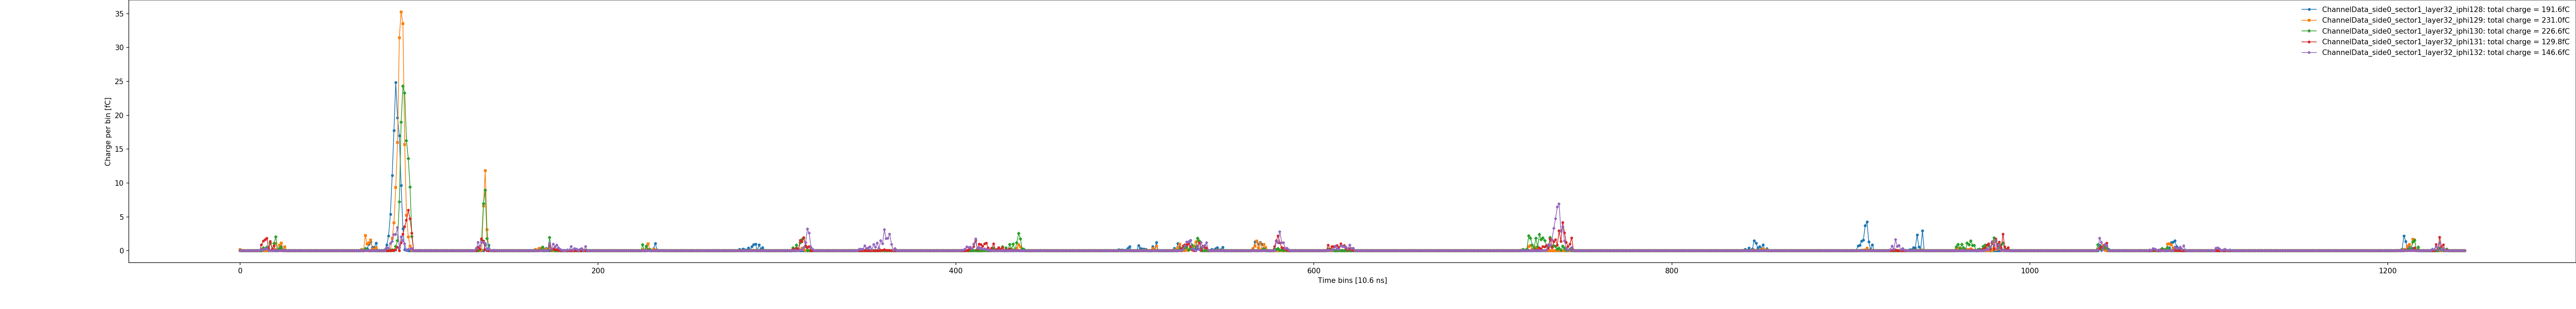 35
30
25
20
15
10
5
0
Charge per bin [fC]
0 200 400 600 800 1000 1200
Time bins [10.6 ns]
ChannelData_side0_sector1_layer32_iphi128: total charge = 191.6fC
ChannelData_side0_sector1_layer32_iphi129: total charge = 231.0fC
ChannelData_side0_sector1_layer32_iphi130: total charge = 226.6fC
ChannelData_side0_sector1_layer32_iphi131: total charge = 129.8fC
ChannelData_side0_sector1_layer32_iphi132: total charge = 146.6fC